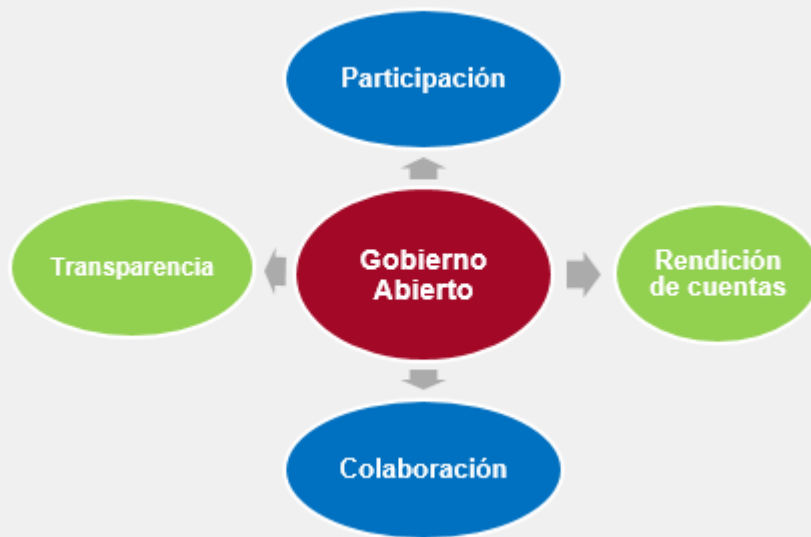 Participación
Transparencia
Gobierno
Abierto
Rendición
de cuentas
Colaboración